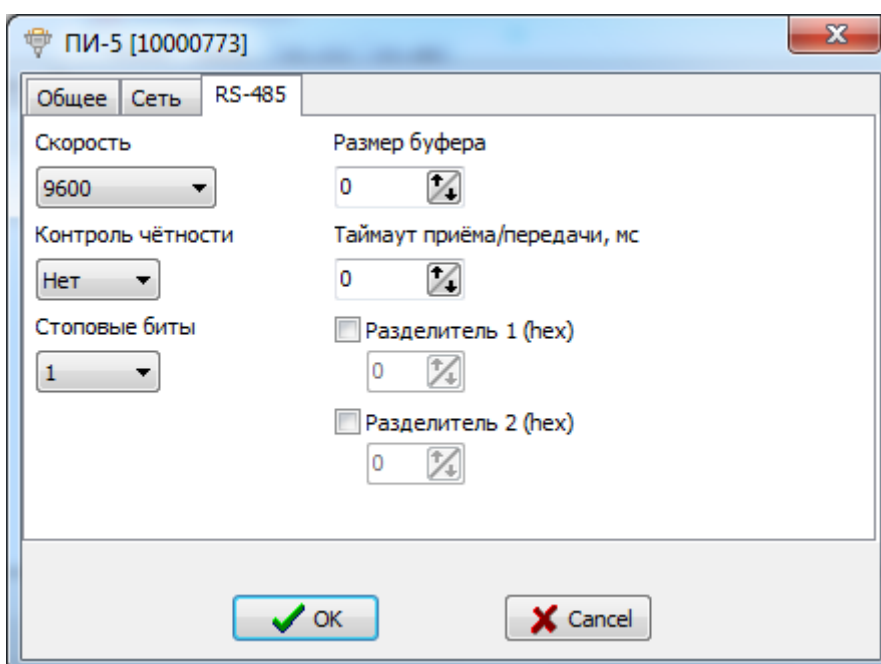 ПИ-5 [10000773]
Общее Сеть RS-485
Скорость
9600
Контроль чётности
Нет
Стоповые биты
1
Размер буфера
0
Таймаут приёма/передачи, мс
0
Разделитель 1 (hex)
0
Разделитель 2 (hex)
0
OK
Cancel